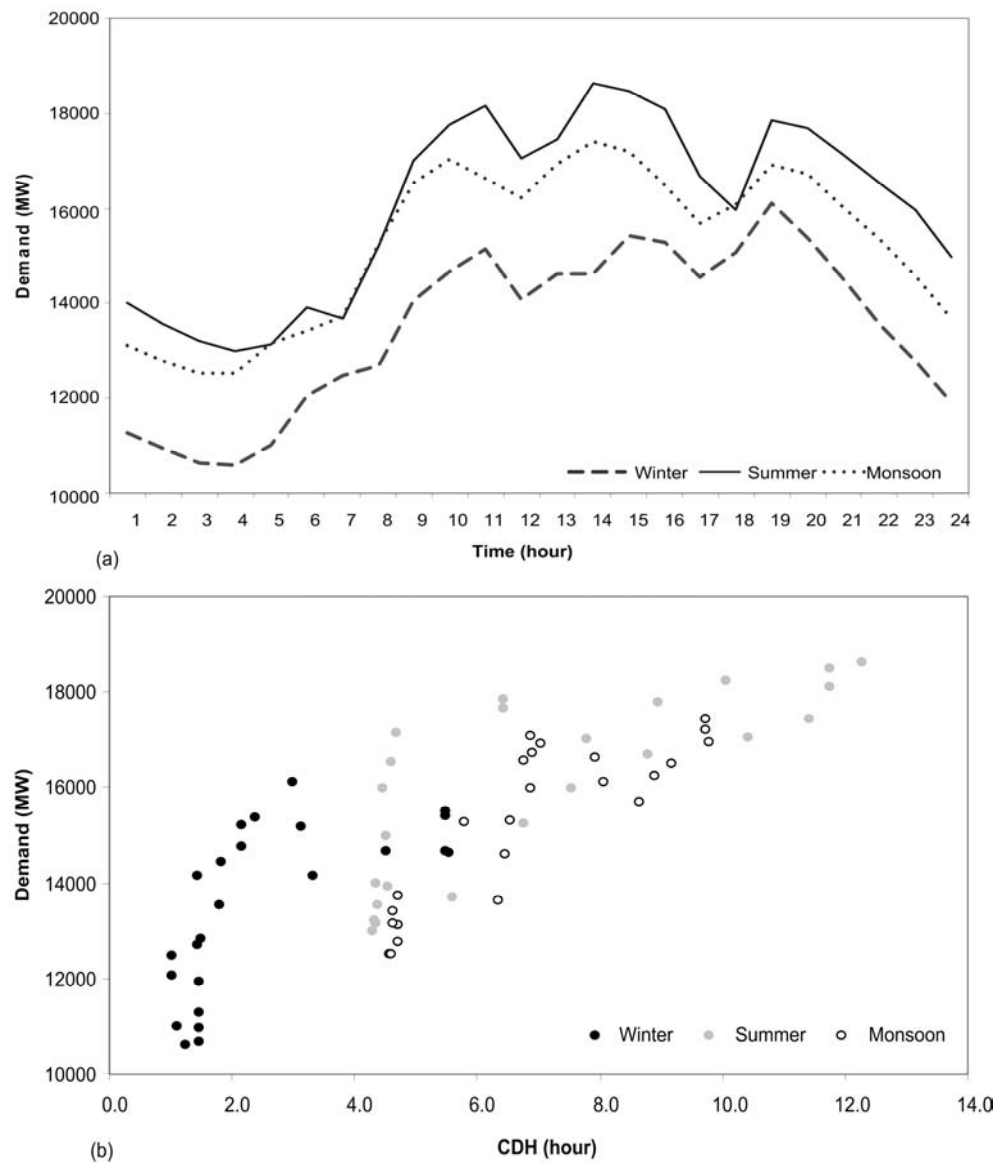 20000
18000
16000
14000
12000
10000
Demand (MW)
Winter Summer Monsoon
1 2 3 4 5 6 7 8 9 10 11 12 13 14 15 16 17 18 19 20 21 22 23 24
Time (hour)
(a)
20000
18000
16000
14000
12000
10000
Demand (MW)
Winter Summer Monsoon
0.0 2.0 4.0 6.0 8.0 10.0 12.0 14.0
CDH (hour)
(b)